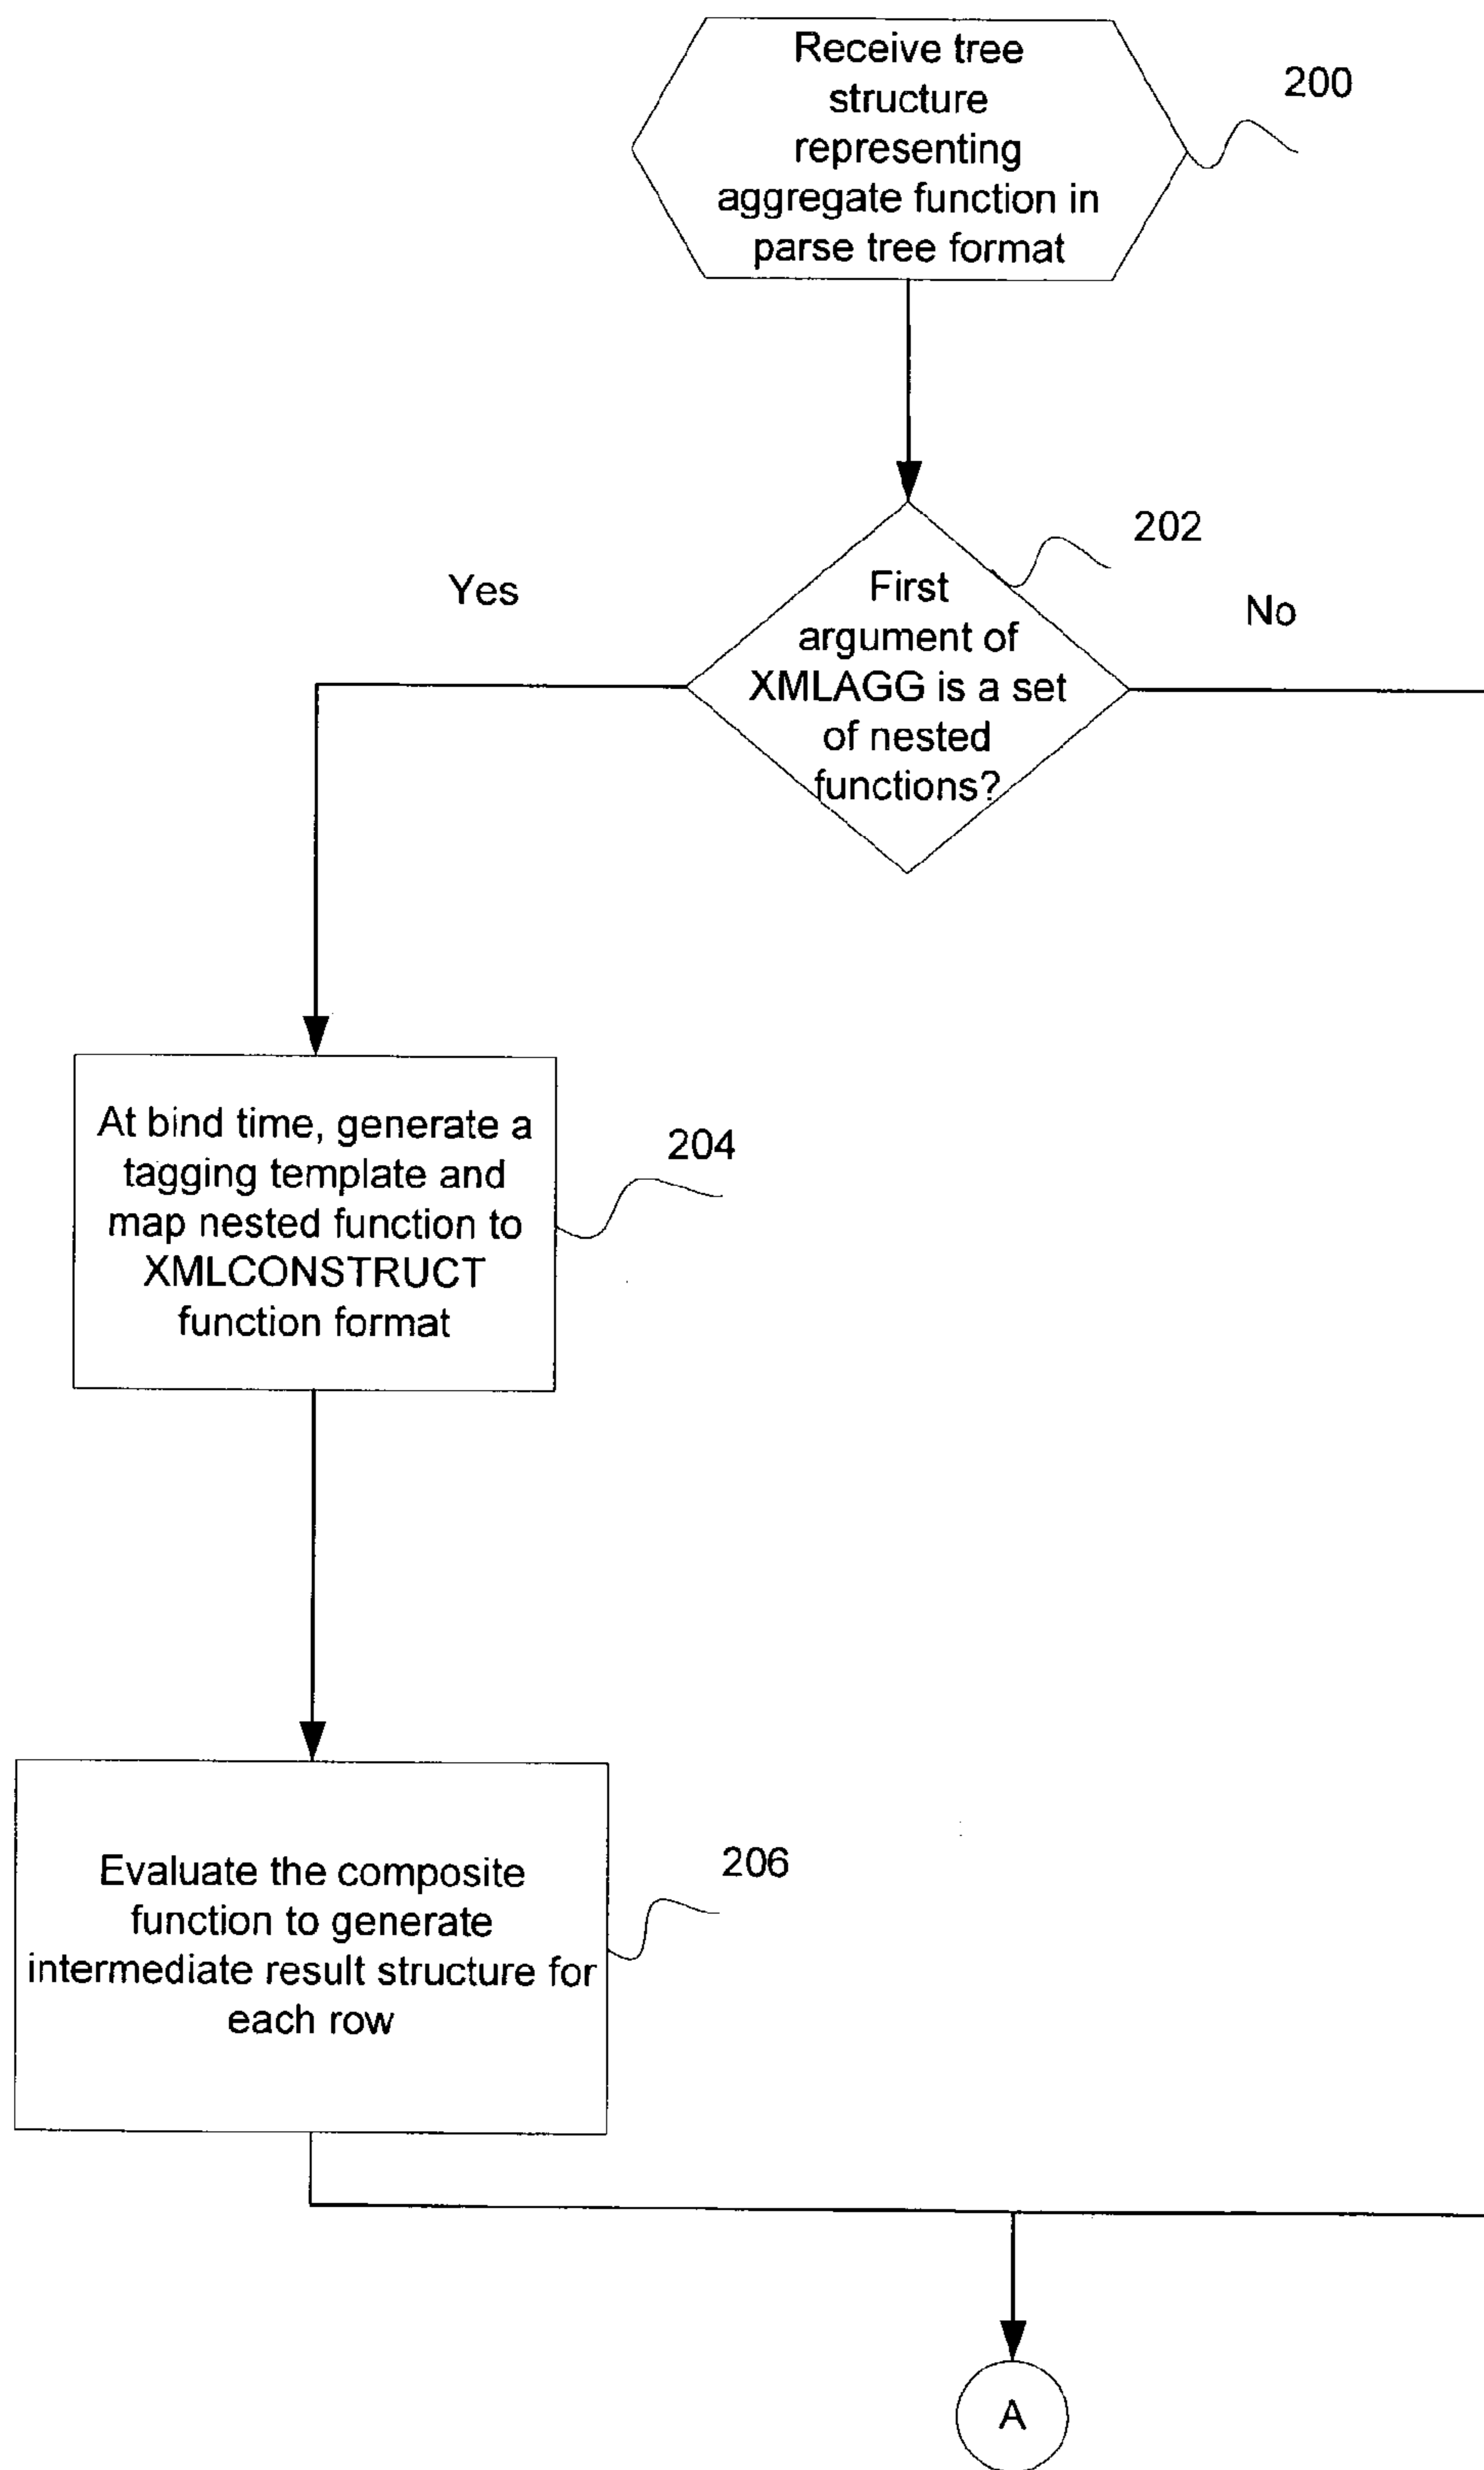 Receive tree
structure
representing
aggregate function in
parse tree format
200
202
Yes
First
argument of
XMLAGG is a set
of nested
functions?
No
At bind time, generate a
tagging template and
map nested function to
XMLCONSTRUCT
function format
204
Evaluate the composite
function to generate
intermediate result structure for
each row
206
A